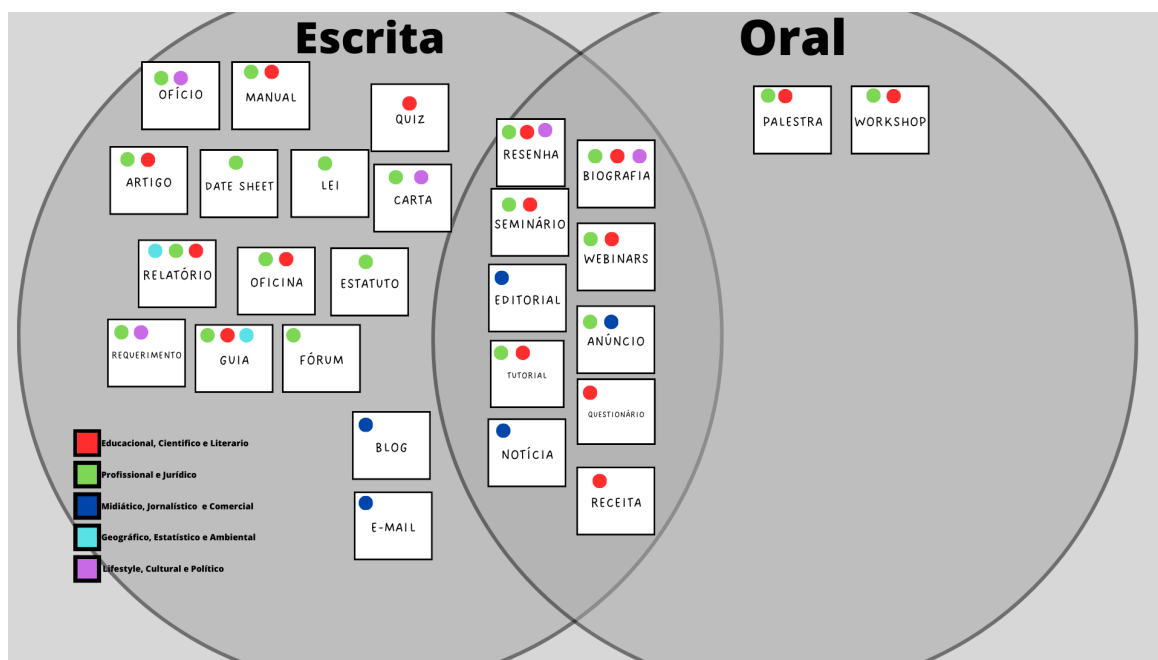 Escrita
Oral
OFÍCIO
MANUAL
QUIZ
ARTIGO
DATE SHEET
LEI
CARTA
RELATÓRIO
OFICINA
ESTATUTO
REQUERIMENTO
GUIA
FÓRUM
BLOG
E-MAIL
RESENHA
BIOGRAFIA
SEMINÁRIO
WEBINARS
EDITORIAL
ANÚNCIO
TUTORIAL
QUESTIONÁRIO
NOTÍCIA
RECEITA
PALESTRA
WORKSHOP
Educacional, Científico e Literario
Profissional e Jurídico
Midiático, Jornalístico e Comercial
Geográfico, Estatístico e Ambiental
Lifestyle, Cultural e Político